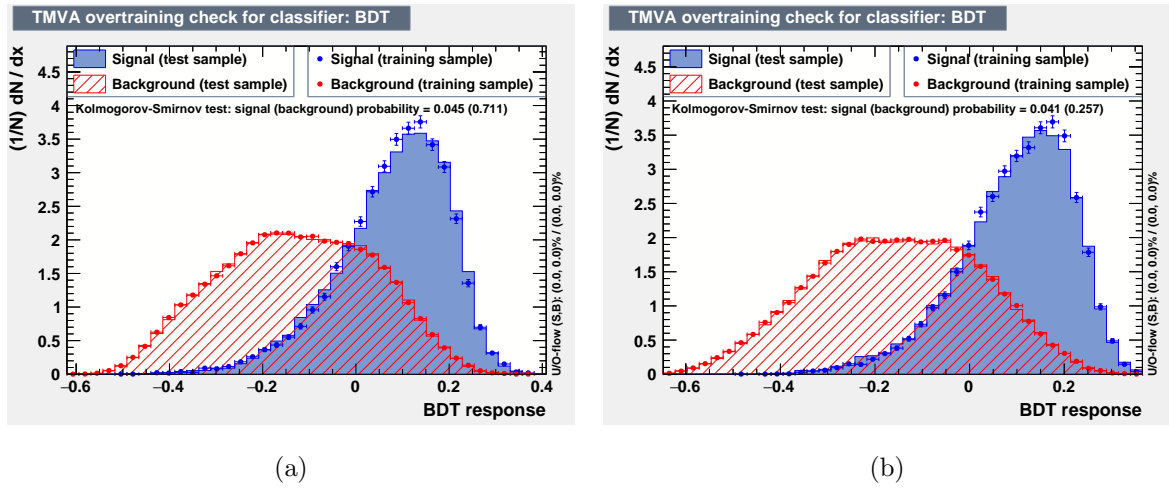 TMVA overtraining check for classifier: BDT
(1/N) dN / dx
Signal (test sample)
Background (test sample)
Signal (training sample)
Background (training sample)
Kolmogorov-Smirnov test: signal (background) probability = 0.045 (0.711)
4.5
4
3.5
3
2.5
2
1.5
1
0.5
0
−0.6 −0.4 −0.2 0 0.2 0.4
BDT response
U/O-flow (S,B): (0.0, 0.0)% / (0.0, 0.0)%
(a)
TMVA overtraining check for classifier: BDT
(1/N) dN / dx
Signal (test sample)
Background (test sample)
Signal (training sample)
Background (training sample)
Kolmogorov-Smirnov test: signal (background) probability = 0.041 (0.257)
4.5
4
3.5
3
2.5
2
1.5
1
0.5
0
−0.6 −0.4 −0.2 0 0.2
BDT response
U/O-flow (S,B): (0.0, 0.0)% / (0.0, 0.0)%
(b)